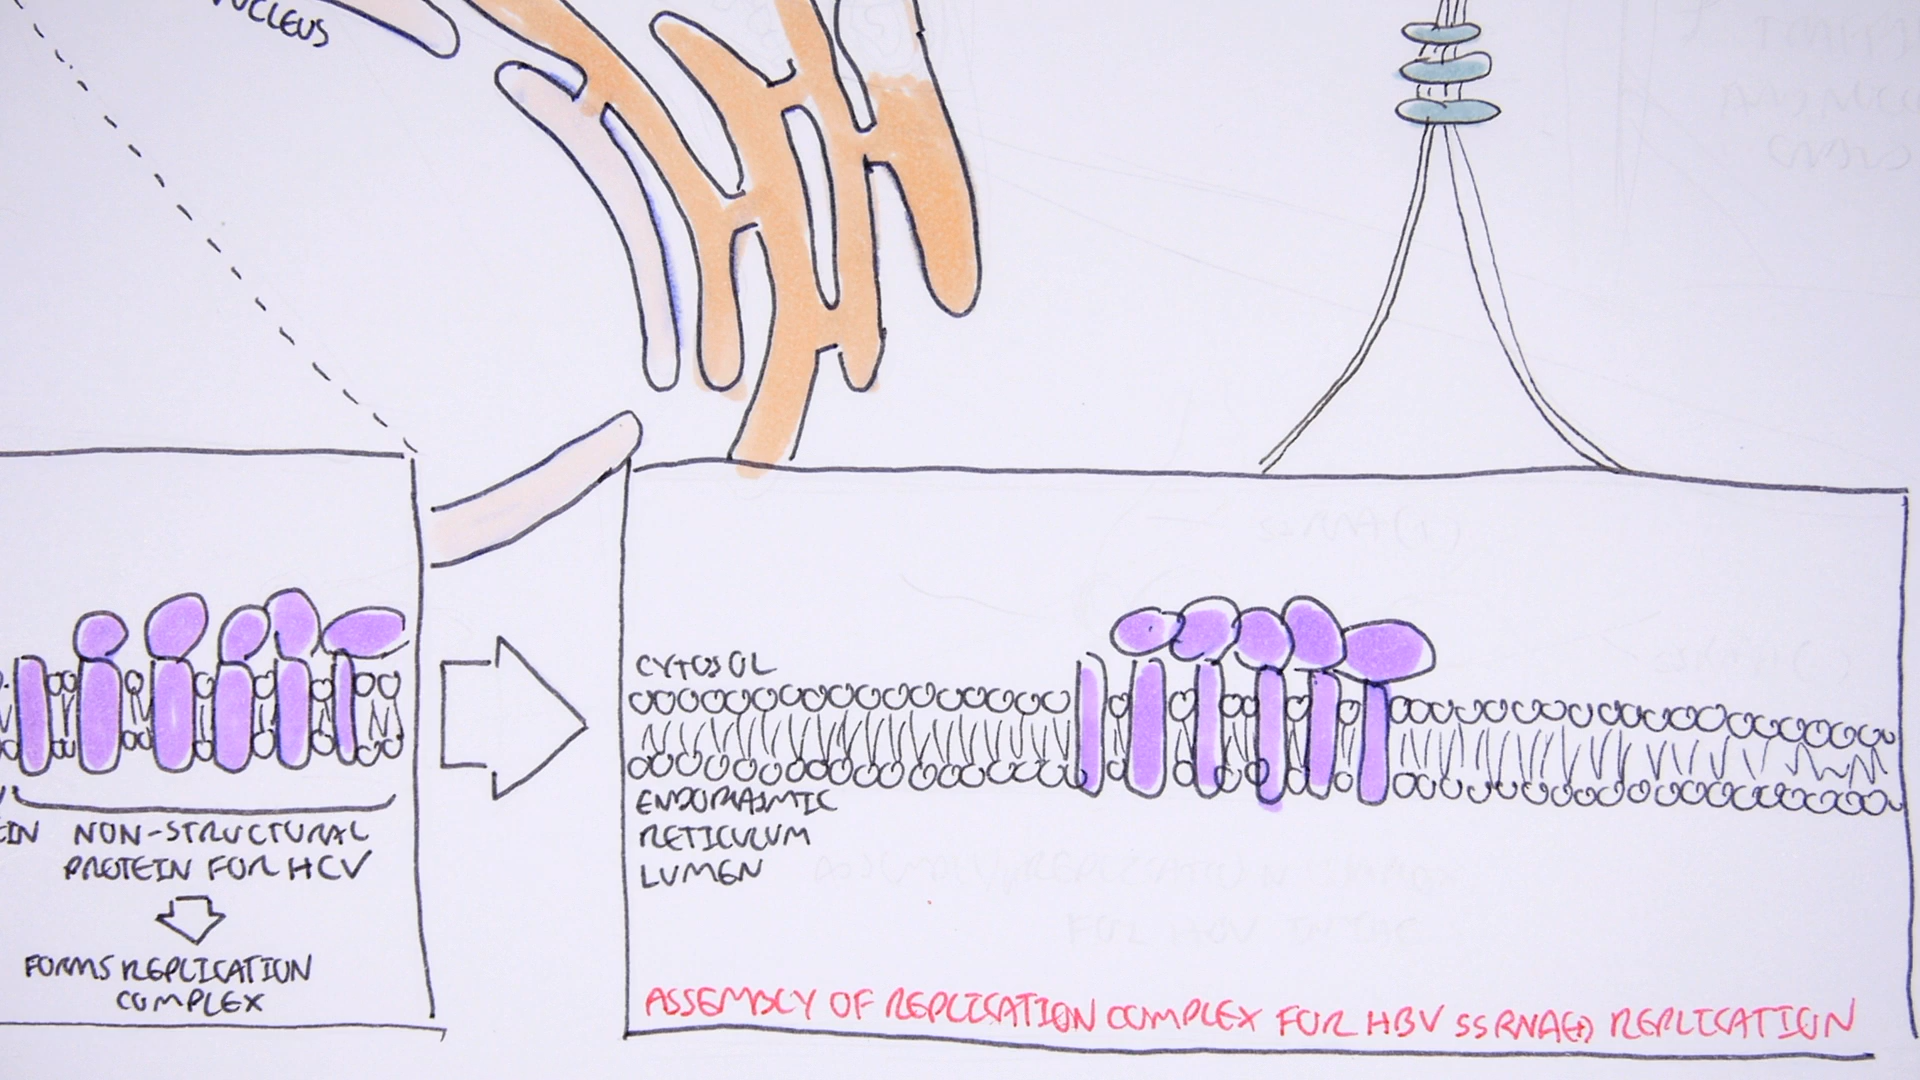 NUCLEUS
EIN NON-STRUCTURAL
PROTEIN FOR HCV
FORMS REPLICATION
COMPLEX
CYTOSOL
ENDOPLASMIC
RETICULUM
LUMEN
ASSEMBLY OF REPLICATION COMPLEX FOR HBV SSRNA(+) REPLICATION